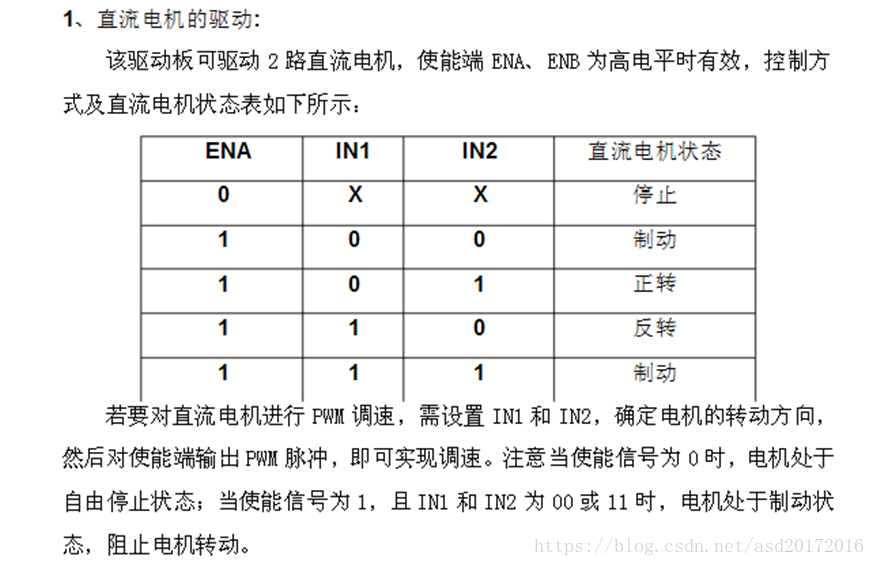 1、直流电机的驱动:
该驱动板可驱动 2 路直流电机，使能端 ENA、ENB 为高电平时有效，控制方
式及直流电机状态表如下所示：
ENA IN1 IN2 直流电机状态
0 X X 停止
1 0 0 制动
1 0 1 正转
1 1 0 反转
1 1 1 制动
若要对直流电机进行 PWM 调速，需设置 IN1 和 IN2，确定电机的转动方向，
然后对使能端输出 PWM 脉冲，即可实现调速。注意当使能信号为 0 时，电机处于
自由停止状态；当使能信号为 1，且 IN1 和 IN2 为 00 或 11 时，电机处于制动状
态，阻止电机转动。
https://blog.csdn.net/asd20172016